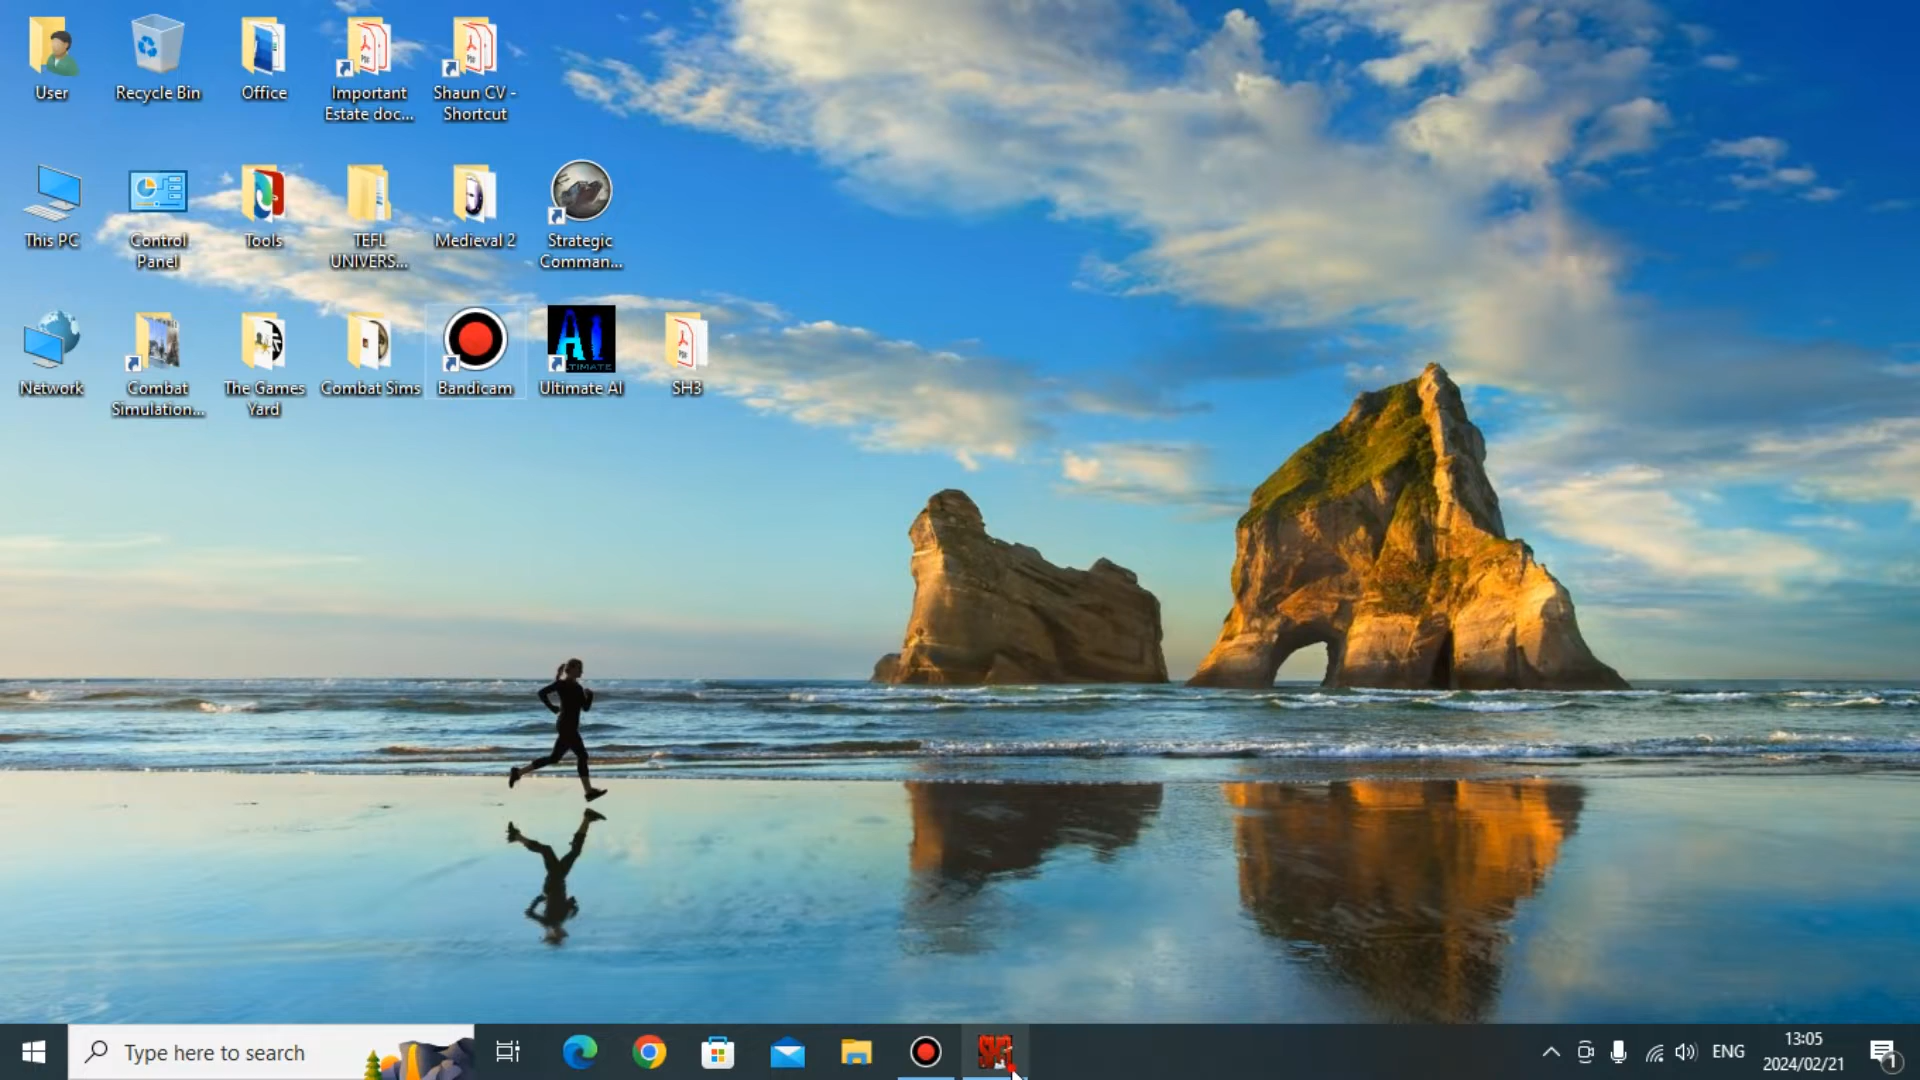 User
Recycle Bin
Office
Important
Estate doc...
Shaun CV -
Shortcut
This PC
Control
Panel
Tools
TEFL
UNIVERS...
Medieval 2
Strategic
Comman...
Network
Combat
Simulation...
The Games
Yard
Combat Sims
Bandicam
AI
ULTIMATE
Ultimate AI
SH3
Type here to search
ENG
13:05
2024/02/21
1